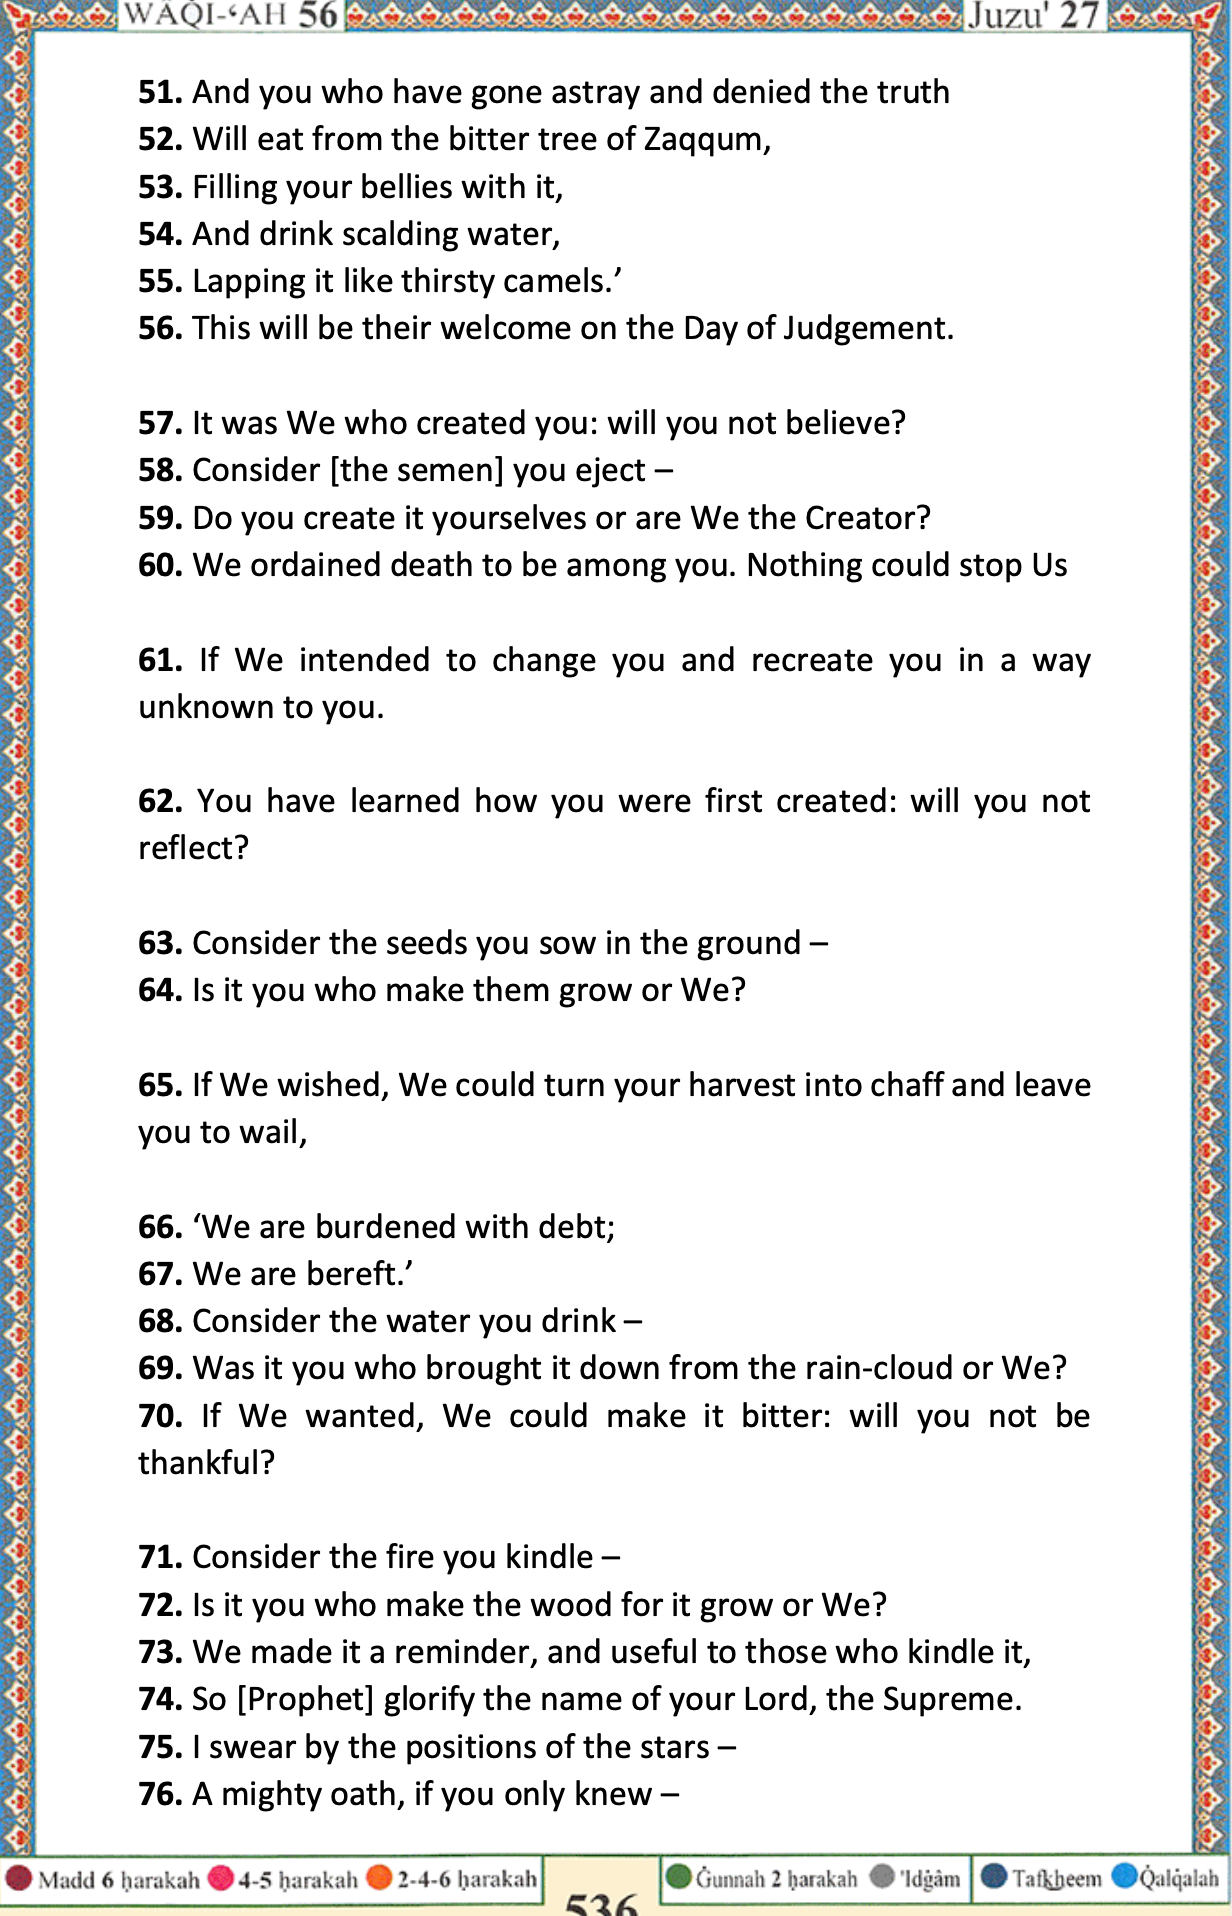 WÂQI-‘AH 56 Juzu' 27
51. And you who have gone astray and denied the truth
52. Will eat from the bitter tree of Zaqqum,
53. Filling your bellies with it,
54. And drink scalding water,
55. Lapping it like thirsty camels.’
56. This will be their welcome on the Day of Judgement.
57. It was We who created you: will you not believe?
58. Consider [the semen] you eject –
59. Do you create it yourselves or are We the Creator?
60. We ordained death to be among you. Nothing could stop Us
61. If We intended to change you and recreate you in a way
unknown to you.
62. You have learned how you were first created: will you not
reflect?
63. Consider the seeds you sow in the ground –
64. Is it you who make them grow or We?
65. If We wished, We could turn your harvest into chaff and leave
you to wail,
66. ‘We are burdened with debt;
67. We are bereft.’
68. Consider the water you drink –
69. Was it you who brought it down from the rain-cloud or We?
70. If We wanted, We could make it bitter: will you not be
thankful?
71. Consider the fire you kindle –
72. Is it you who make the wood for it grow or We?
73. We made it a reminder, and useful to those who kindle it,
74. So [Prophet] glorify the name of your Lord, the Supreme.
75. I swear by the positions of the stars –
76. A mighty oath, if you only knew –
Madd 6 ḥarakah 4-5 ḥarakah 2-4-6 ḥarakah Ġunnah 2 ḥarakah 'Idġâm Tafk͟heem Q̇alq̇alah
536